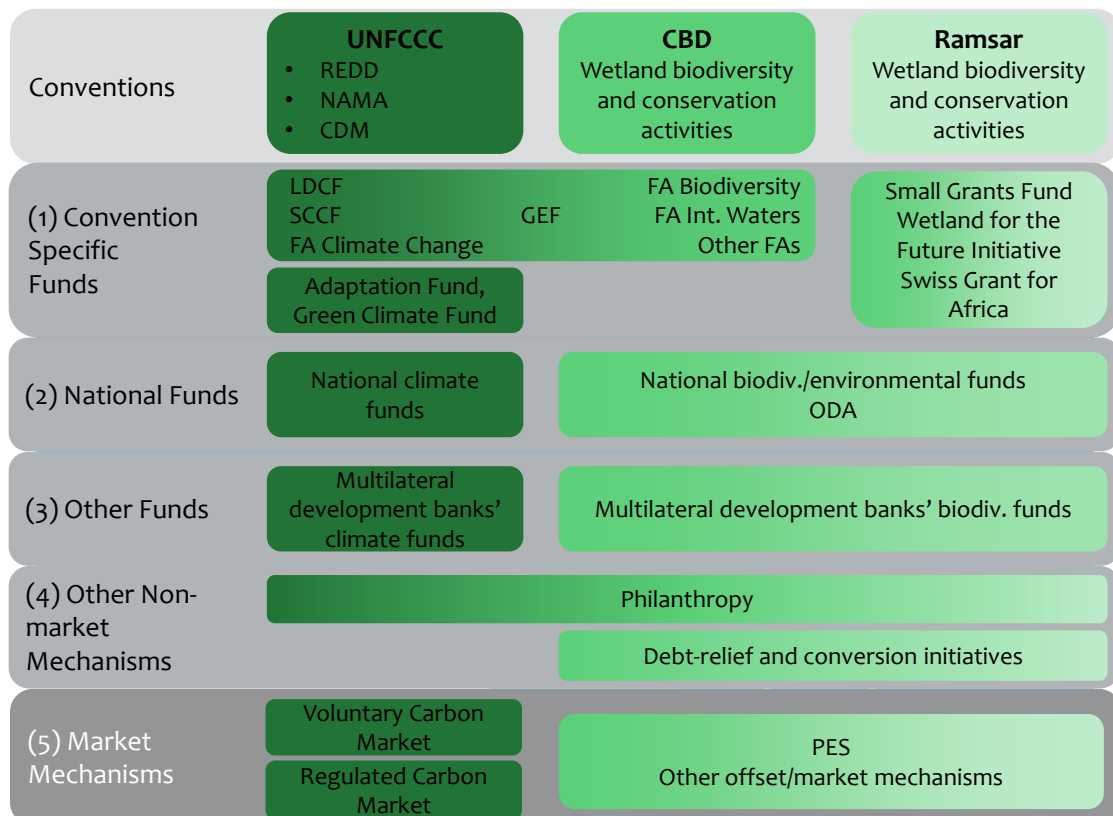 Conventions
UNFCCC
• REDD
• NAMA
• CDM
CBD
Wetland biodiversity
and conservation
activities
Ramsar
Wetland biodiversity
and conservation
activities
(1) Convention
Specific
Funds
LDCF
SCCF
FA Climate Change
GEF
FA Biodiversity
FA Int. Waters
Other FAs
Adaptation Fund,
Green Climate Fund
Small Grants Fund
Wetland for the
Future Initiative
Swiss Grant for
Africa
(2) National Funds
National climate
funds
National biodiv./environmental funds
ODA
(3) Other Funds
Multilateral
development banks’
climate funds
Multilateral development banks’ biodiv. funds
(4) Other Non-
market
Mechanisms
Philanthropy
Debt-relief and conversion initiatives
(5) Market
Mechanisms
Voluntary Carbon
Market
Regulated Carbon
Market
PES
Other offset/market mechanisms